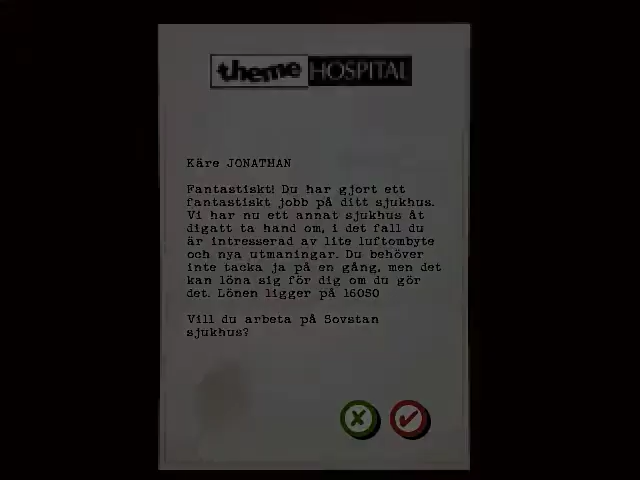 theme HOSPITAL
Käre JONATHAN
Fantastiskt! Du har gjort ett
fantastiskt jobb på ditt sjukhus.
Vi har nu ett annat sjukhus åt
digatt ta hand om, i det fall du
är intresserad av lite luftombyte
och nya utmaningar. Du behöver
inte tacka ja på en gång, men det
kan löna sig för dig om du gör
det. Lönen ligger på 16050
Vill du arbeta på Sovstan
sjukhus?